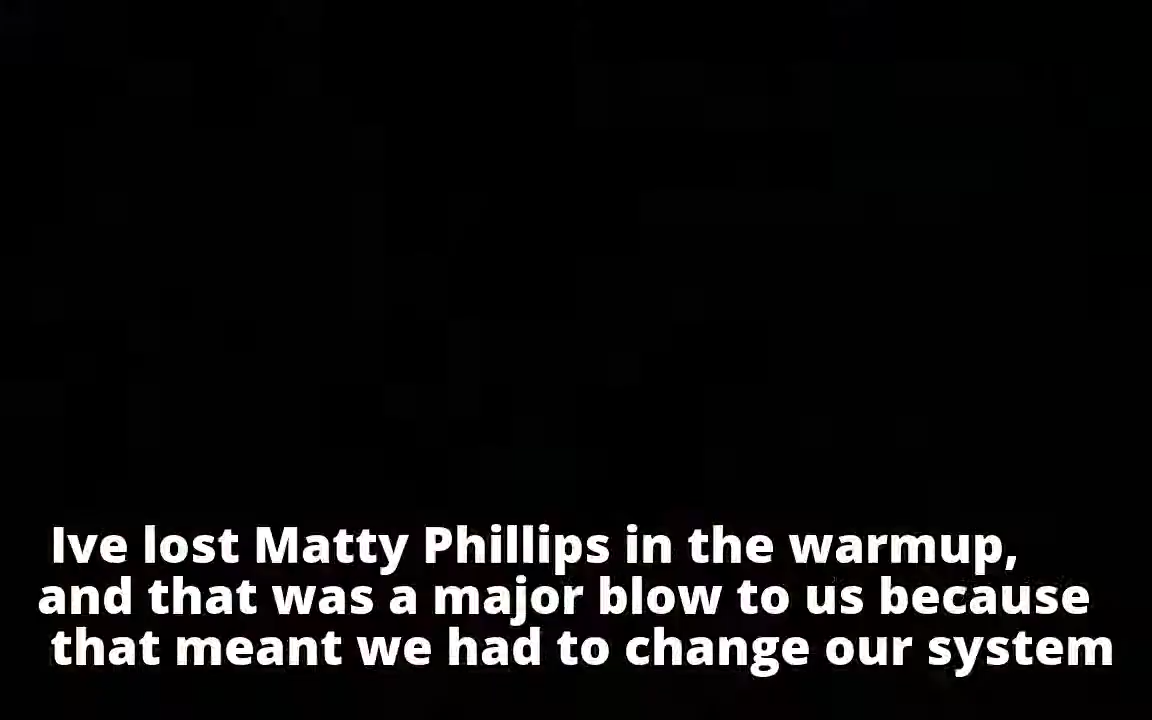 Ive lost Matty Phillips in the warmup,
and that was a major blow to us because
that meant we had to change our system